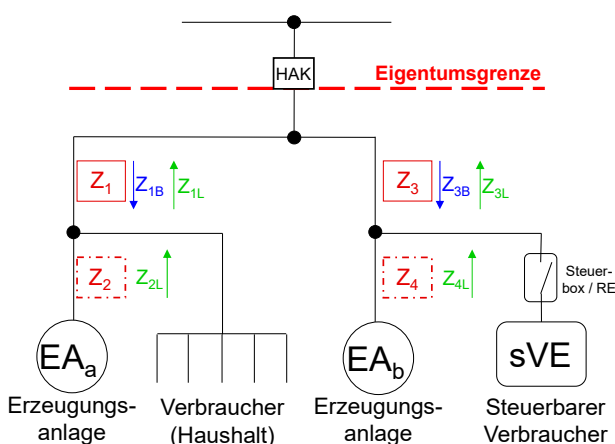 HAK
Eigentumsgrenze
Z1 Z1B Z1L
Z3 Z3B Z3L
Z2 Z2L
Z4 Z4L
Steuer-
box / RE
EAa
EAb
sVE
Erzeugungs-
anlage
Verbraucher
(Haushalt)
Erzeugungs-
anlage
Steuerbarer
Verbraucher